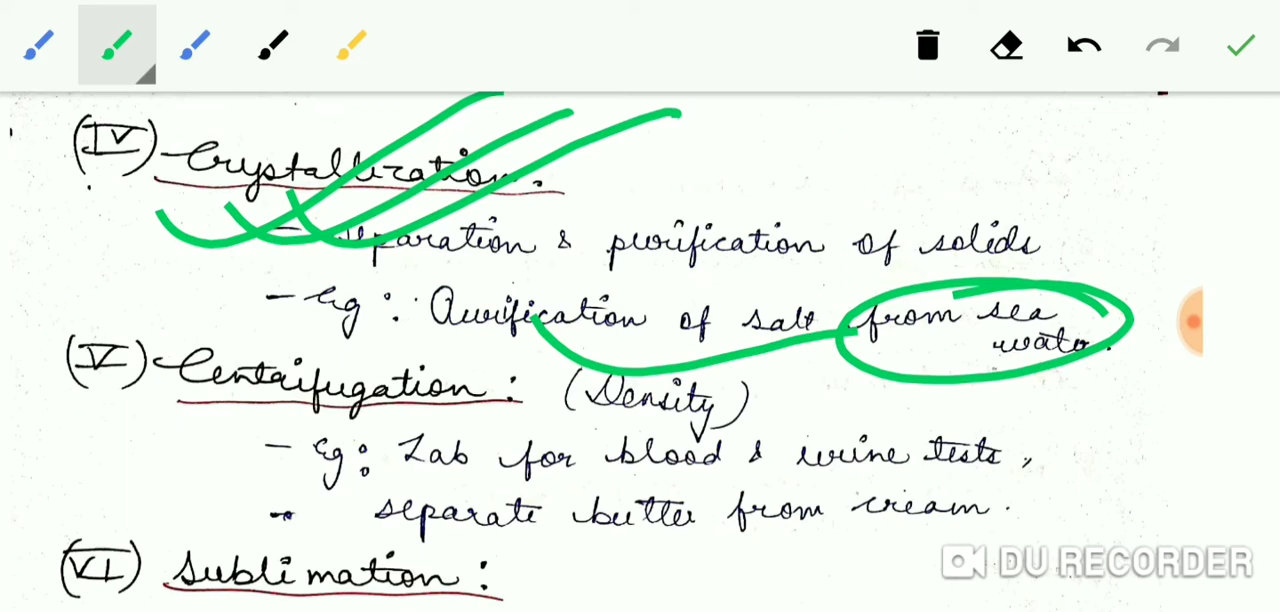 (IV) Crystallization.
- Separation & purification of solids
- Eg: Purification of salt from sea
water.
(V) Centrifugation: (Density)
- Eg: Lab for blood & urine tests,
- separate butter from cream.
(VI) Sublimation:
DU RECORDER